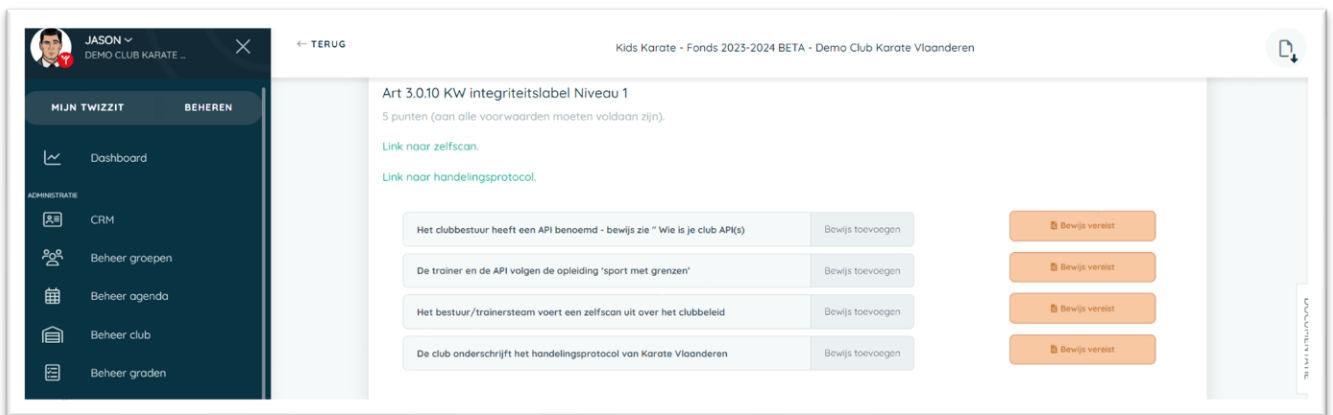 JASON
DEMO CLUB KARATE ...
← TERUG
Kids Karate - Fonds 2023-2024 BETA - Demo Club Karate Vlaanderen
MIJN TWIZZIT
BEHEREN
Dashboard
ADMINISTRATIE
CRM
Beheer groepen
Beheer agenda
Beheer club
Beheer graden
Art 3.0.10 KW integriteitslabel Niveau 1
5 punten (aan alle voorwaarden moeten voldaan zijn).
Link naar zelfscan.
Link naar handelingsprotocol.
Het clubbestuur heeft een API benoemd - bewijs zie " Wie is je club API(s)
Bewijs toevoegen
Bewijs vereist
De trainer en de API volgen de opleiding 'sport met grenzen'
Bewijs toevoegen
Bewijs vereist
Het bestuur/trainersteam voert een zelfscan uit over het clubbeleid
Bewijs toevoegen
Bewijs vereist
De club onderschrijft het handelingsprotocol van Karate Vlaanderen
Bewijs toevoegen
Bewijs vereist
DOCUMENTATIE